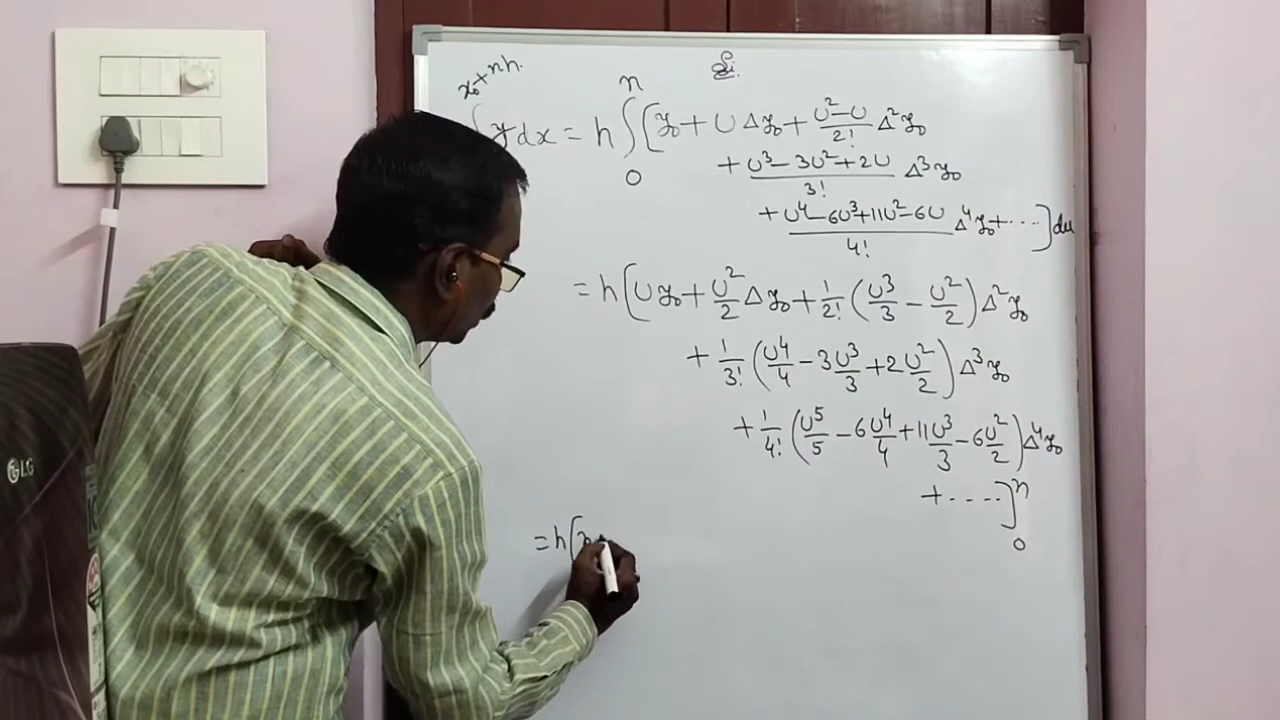 Si.
x₀+nh
∫ y dx = h ∫₀ⁿ [y₀ + U Δy₀ + (U² – U)/2! Δ²y₀
+ (U³ – 3U² + 2U)/3! Δ³y₀
+ (U⁴ – 6U³ + 11U² – 6U)/4! Δ⁴y₀ + ....] du
= h [U y₀ + U²/2 Δy₀ + 1/2! (U³/3 – U²/2) Δ²y₀
+ 1/3! (U⁴/4 – 3U³/3 + 2U²/2) Δ³y₀
+ 1/4! (U⁵/5 – 6U⁴/4 + 11U³/3 – 6U²/2) Δ⁴y₀
+ ....]₀ⁿ
= h [n
LG